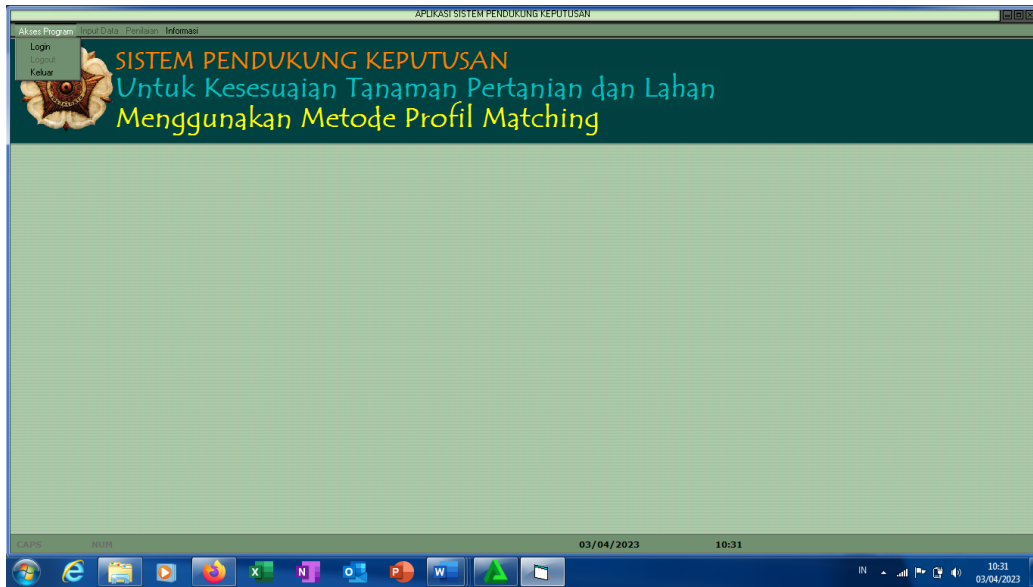 APLIKASI SISTEM PENDUKUNG KEPUTUSAN
Akses Program Input Data Penilaian Informasi
Login
Logout
Keluar
SISTEM PENDUKUNG KEPUTUSAN
Untuk Kesesuaian Tanaman Pertanian dan Lahan
Menggunakan Metode Profil Matching
CAPS NUM 03/04/2023 10:31
IN 10:31
03/04/2023